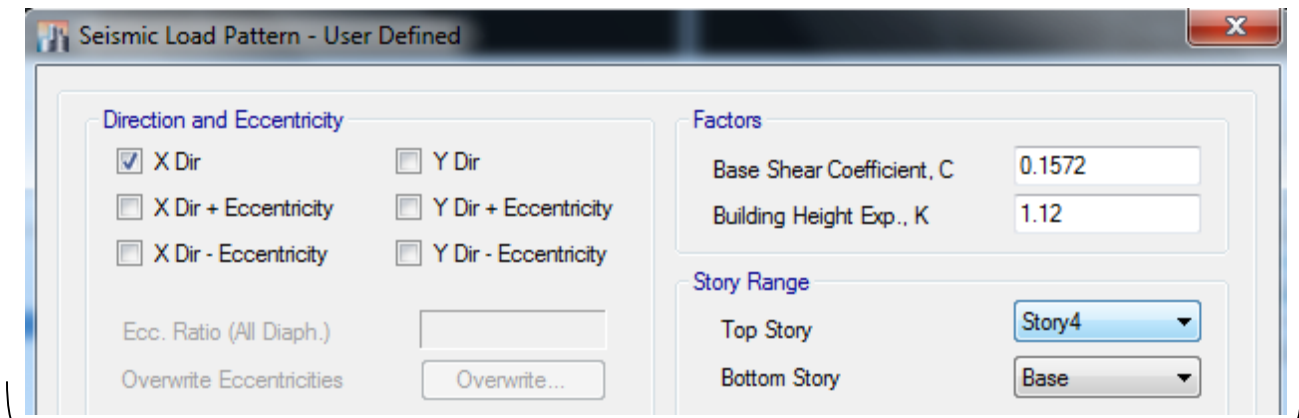 Seismic Load Pattern - User Defined
Direction and Eccentricity
X Dir
Y Dir
X Dir + Eccentricity
Y Dir + Eccentricity
X Dir - Eccentricity
Y Dir - Eccentricity
Ecc. Ratio (All Diaph.)
Overwrite Eccentricities
Overwrite...
Factors
Base Shear Coefficient, C
0.1572
Building Height Exp., K
1.12
Story Range
Top Story
Story4
Bottom Story
Base